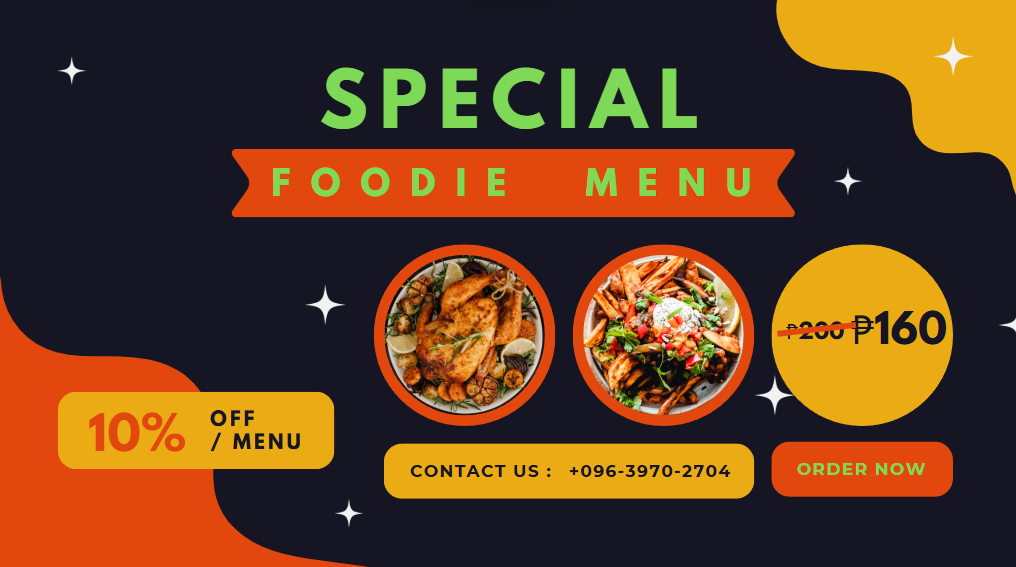 SPECIAL
FOODIE MENU
₱200 ₱160
10% OFF
/ MENU
CONTACT US : +096-3970-2704
ORDER NOW